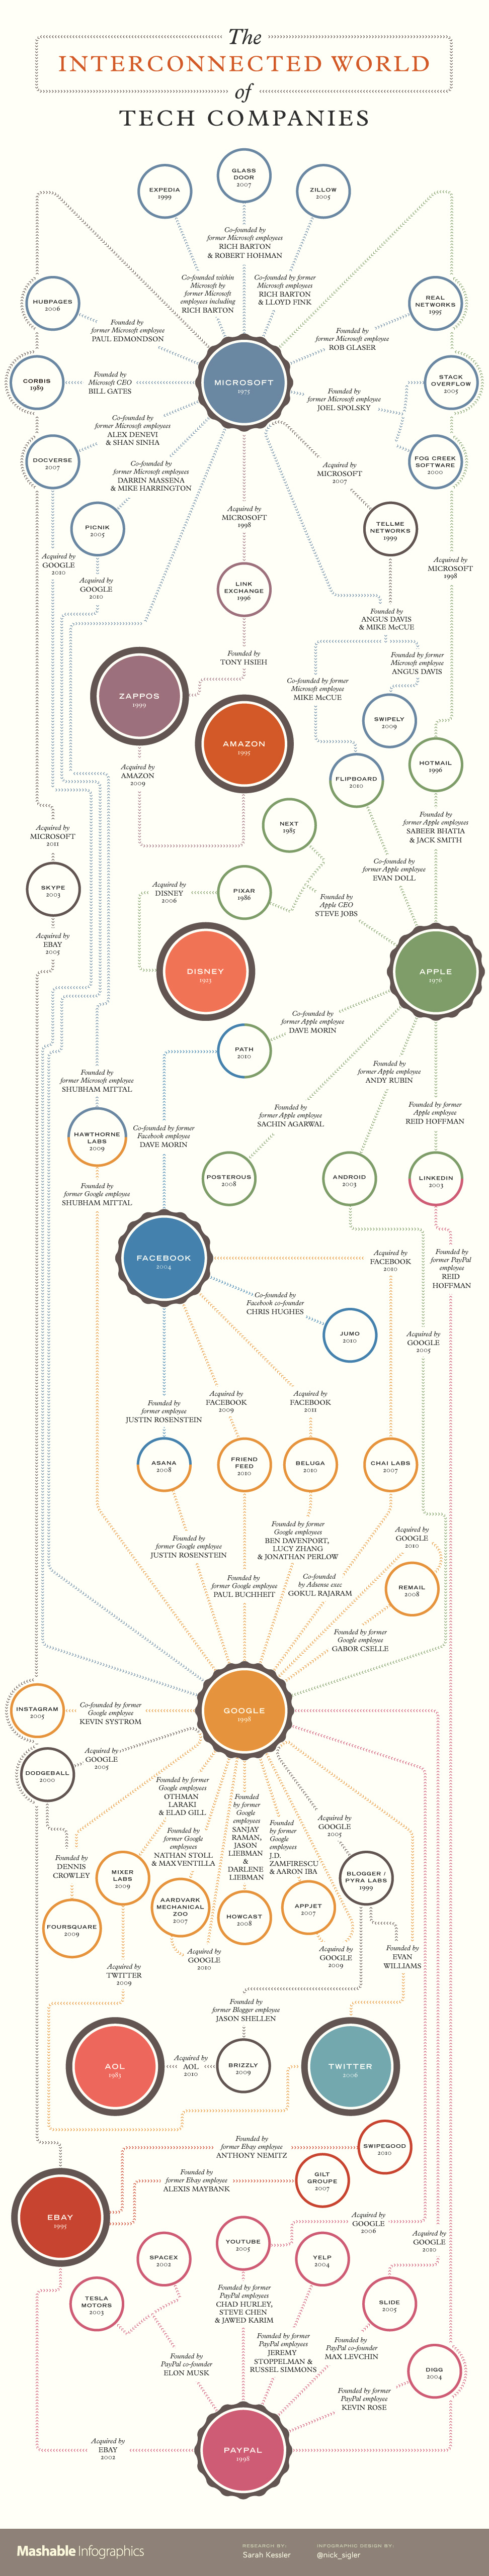 The
INTERCONNECTED WORLD
of
TECH COMPANIES
EXPEDIA
1999
GLASS
DOOR
2007
ZILLOW
2005
Co-founded by
former Microsoft employees
RICH BARTON
& ROBERT HOHMAN
Co-founded within
Microsoft by
former Microsoft
employees including
RICH BARTON
Co-founded by former
Microsoft employees
RICH BARTON
& LLOYD FINK
HUBPAGES
2006
REAL
NETWORKS
1995
Founded by
former Microsoft employee
PAUL EDMONDSON
Founded by
former Microsoft employee
ROB GLASER
CORBIS
1989
Founded by
Microsoft CEO
BILL GATES
MICROSOFT
1975
STACK
OVERFLOW
2005
Founded by
former Microsoft employee
JOEL SPOLSKY
Co-founded by
former Microsoft employees
ALEX DENEVI
& SHAN SINHA
DOCVERSE
2007
FOG CREEK
SOFTWARE
2000
Co-founded by
former Microsoft employees
DARRIN MASSENA
& MIKE HARRINGTON
Acquired by
MICROSOFT
2007
PICNIK
2005
Acquired by
MICROSOFT
1998
TELLME
NETWORKS
1999
Acquired by
GOOGLE
2010
Acquired by
GOOGLE
2010
Acquired by
MICROSOFT
1998
LINK
EXCHANGE
1996
Founded by
ANGUS DAVIS
& MIKE McCUE
Founded by
TONY HSIEH
Founded by former
Microsoft employee
ANGUS DAVIS
Co-founded by former
Microsoft employee
MIKE McCUE
ZAPPOS
1999
SWIPELY
2009
AMAZON
1995
HOTMAIL
1996
FLIPBOARD
2010
Acquired by
AMAZON
2009
NEXT
1985
Founded by
former Apple employees
SABEER BHATIA
& JACK SMITH
Acquired by
MICROSOFT
2011
Co-founded by
former Apple employee
EVAN DOLL
SKYPE
2003
Acquired by
DISNEY
2006
PIXAR
1986
Founded by
Apple CEO
STEVE JOBS
Acquired by
EBAY
2005
DISNEY
1923
APPLE
1976
Co-founded by
former Apple employee
DAVE MORIN
PATH
2010
Founded by
former Microsoft employee
SHUBHAM MITTAL
Founded by
former Apple employee
ANDY RUBIN
Founded by
former Apple employee
SACHIN AGARWAL
Founded by former
Apple employee
REID HOFFMAN
HAWTHORNE
LABS
2009
Co-founded by former
Facebook employee
DAVE MORIN
POSTEROUS
2008
ANDROID
2003
LINKEDIN
2003
Founded by
former Google employee
SHUBHAM MITTAL
FACEBOOK
2004
Acquired by
FACEBOOK
2010
Founded by
former PayPal
employee
REID
HOFFMAN
Co-founded by
Facebook co-founder
CHRIS HUGHES
JUMO
2010
Acquired by
GOOGLE
2005
Founded by
former employee
JUSTIN ROSENSTEIN
Acquired by
FACEBOOK
2009
Acquired by
FACEBOOK
2011
ASANA
2008
FRIEND
FEED
2010
BELUGA
2010
CHAI LABS
2007
Founded by
former Google employee
JUSTIN ROSENSTEIN
Founded by former
Google employees
BEN DAVENPORT,
LUCY ZHANG
& JONATHAN PERLOW
Acquired by
GOOGLE
2010
Founded by
former Google employee
PAUL BUCHHEIT
Co-founded
by Adsense exec
GOKUL RAJARAM
REMAIL
2008
Founded by former
Google employee
GABOR CSELLE
INSTAGRAM
2005
Co-founded by former
Google employee
KEVIN SYSTROM
GOOGLE
1998
DODGEBALL
2000
Acquired by
GOOGLE
2005
Founded by former
Google employees
OTHMAN
LARAKI
& ELAD GILL
Founded by
former Google
employees
NATHAN STOLL
& MAX VENTILLA
Founded
by former
Google
employees
SANJAY
RAMAN,
JASON
LIEBMAN
&
DARLENE
LIEBMAN
Founded
by former
Google
employees
J.D.
ZAMFIRESCU
& AARON IBA
Acquired by
GOOGLE
2005
Founded by
DENNIS
CROWLEY
MIXER
LABS
2009
BLOGGER /
PYRA LABS
1999
AARDVARK
MECHANICAL
ZOO
2007
HOWCAST
2008
APPJET
2007
FOURSQUARE
2009
Acquired by
TWITTER
2009
Acquired by
GOOGLE
2010
Acquired by
GOOGLE
2009
Founded by
EVAN
WILLIAMS
Founded by
former Blogger employee
JASON SHELLEN
AOL
1983
Acquired by
AOL
2010
BRIZZLY
2009
TWITTER
2006
Founded by
former Ebay employee
ANTHONY NEMITZ
SWIPEGOOD
2010
Founded by
former Ebay employee
ALEXIS MAYBANK
GILT
GROUPE
2007
EBAY
1995
Acquired by
GOOGLE
2006
SPACEX
2002
YOUTUBE
2005
YELP
2004
Acquired by
GOOGLE
2010
TESLA
MOTORS
2003
Founded by former
PayPal employees
CHAD HURLEY,
STEVE CHEN
& JAWED KARIM
SLIDE
2005
Founded by former
PayPal employees
JEREMY
STOPPELMAN &
RUSSEL SIMMONS
Founded by
PayPal co-founder
MAX LEVCHIN
Founded by
PayPal co-founder
ELON MUSK
DIGG
2004
Founded by former
PayPal employee
KEVIN ROSE
Acquired by
EBAY
2002
PAYPAL
1998
Mashable Infographics
RESEARCH BY:
Sarah Kessler
INFOGRAPHIC DESIGN BY:
@nick_sigler